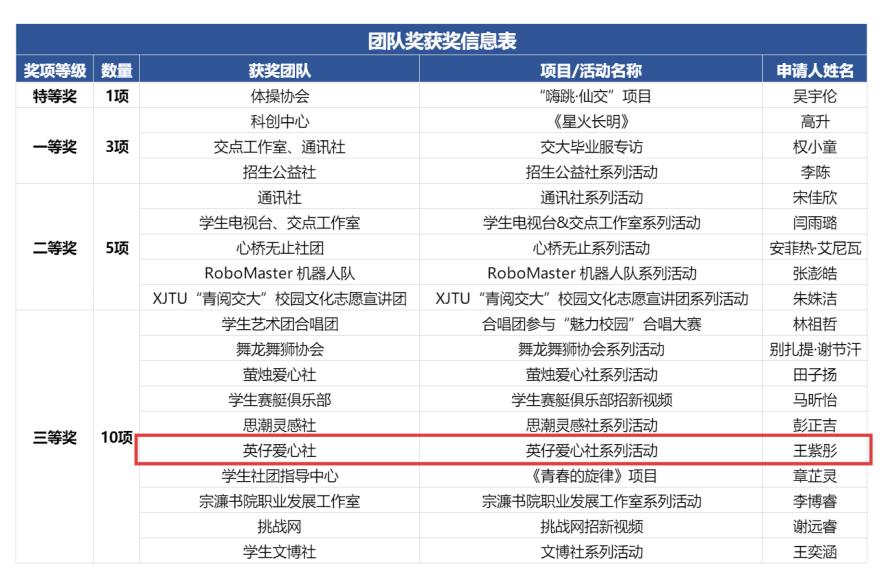 团队奖获奖信息表
奖项等级 数量 获奖团队 项目/活动名称 申请人姓名
特等奖 1项 体操协会 “嗨跳·仙交”项目 吴宇伦
科创中心 《星火长明》 高升
一等奖 3项 交点工作室、通讯社 交大毕业服专访 权小童
招生公益社 招生公益社系列活动 李陈
通讯社 通讯社系列活动 宋佳欣
学生电视台、交点工作室 学生电视台&交点工作室系列活动 闫雨璐
二等奖 5项 心桥无止社团 心桥无止系列活动 安菲热·艾尼瓦
RoboMaster 机器人队 RoboMaster 机器人队系列活动 张澎皓
XJTU“青阅交大”校园文化志愿宣讲团 XJTU“青阅交大”校园文化志愿宣讲团系列活动 朱姝洁
学生艺术团合唱团 合唱团参与“魅力校园”合唱大赛 林祖哲
舞龙舞狮协会 舞龙舞狮协会系列活动 别扎提·谢节汗
萤烛爱心社 萤烛爱心社系列活动 田子扬
学生赛艇俱乐部 学生赛艇俱乐部招新视频 马昕怡
思潮灵感社 思潮灵感社系列活动 彭正吉
三等奖 10项 英仔爱心社 英仔爱心社系列活动 王紫彤
学生社团指导中心 《青春的旋律》项目 章芷灵
宗濂书院职业发展工作室 宗濂书院职业发展工作室系列活动 李博睿
挑战网 挑战网招新视频 谢远睿
学生文博社 文博社系列活动 王奕涵